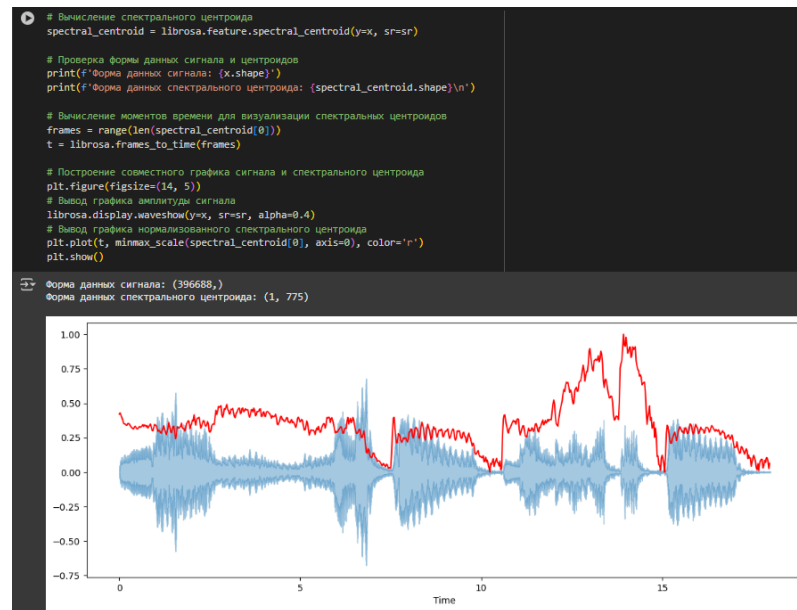 # Вычисление спектрального центроида
spectral_centroid = librosa.feature.spectral_centroid(y=x, sr=sr)
# Проверка формы данных сигнала и центроидов
print(f'Форма данных сигнала: {x.shape}')
print(f'Форма данных спектрального центроида: {spectral_centroid.shape}\n')
# Вычисление моментов времени для визуализации спектральных центроидов
frames = range(len(spectral_centroid[0]))
t = librosa.frames_to_time(frames)
# Построение совместного графика сигнала и спектрального центроида
plt.figure(figsize=(14, 5))
# Вывод графика амплитуды сигнала
librosa.display.waveshow(y=x, sr=sr, alpha=0.4)
# Вывод графика нормализованного спектрального центроида
plt.plot(t, minmax_scale(spectral_centroid[0], axis=0), color='r')
plt.show()
Форма данных сигнала: (396688,)
Форма данных спектрального центроида: (1, 775)
1.00
0.75
0.50
0.25
0.00
−0.25
−0.50
−0.75
0 5 10 15
Time